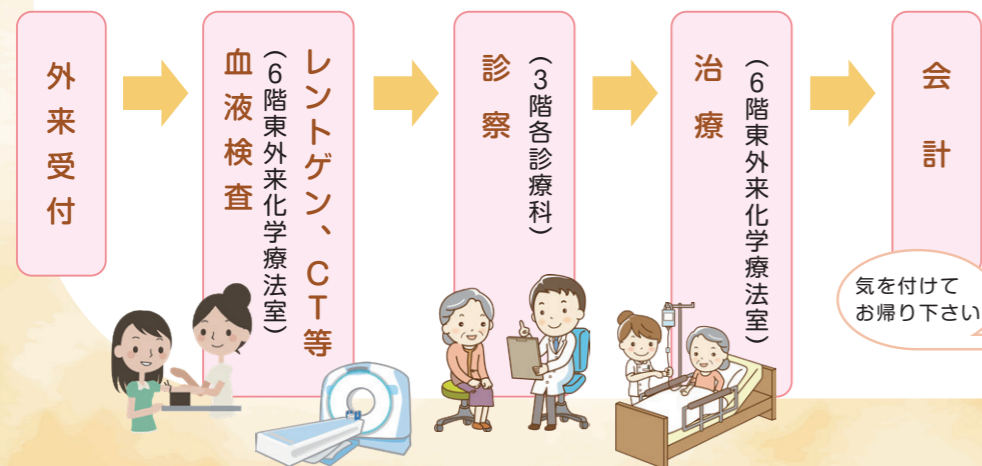 外来受付
レントゲン、CT等
（6階東外来化学療法室）
血液検査
（3階各診療科）
診察
（6階東外来化学療法室）
治療
会計
気を付けて
お帰り下さい